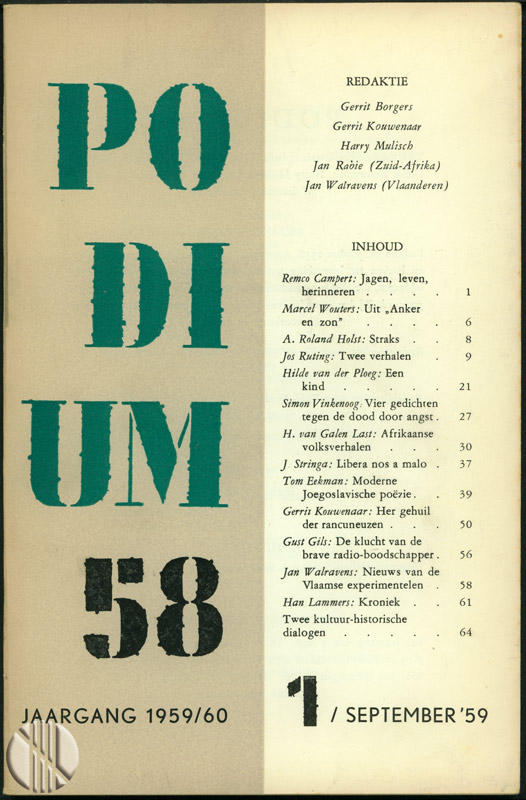 PO
DI
UM
58
JAARGANG 1959/60
REDAKTIE
Gerrit Borgers
Gerrit Kouwenaar
Harry Mulisch
Jan Rabie (Zuid-Afrika)
Jan Walravens (Vlaanderen)
INHOUD
Remco Campert: Jagen, leven,
herinneren . . . . 1
Marcel Wouters: Uit „Anker
en zon" . . . . 6
A. Roland Holst: Straks . . 8
Jos Ruting: Twee verhalen . 9
Hilde van der Ploeg: Een
kind . . . . . 21
Simon Vinkenoog: Vier gedichten
tegen de dood door angst . 27
H. van Galen Last: Afrikaanse
volksverhalen . . . 30
J. Stringa: Libera nos a malo . 37
Tom Eekman: Moderne
Joegoslavische poëzie . . 39
Gerrit Kouwenaar: Her gehuil
der rancuneuzen . . . 50
Gust Gils: De klucht van de
brave radio-boodschapper . 56
Jan Walravens: Nieuws van de
Vlaamse experimentelen . 58
Han Lammers: Kroniek . . 61
Twee kultuur-historische
dialogen . . . . . 64
1 / SEPTEMBER '59